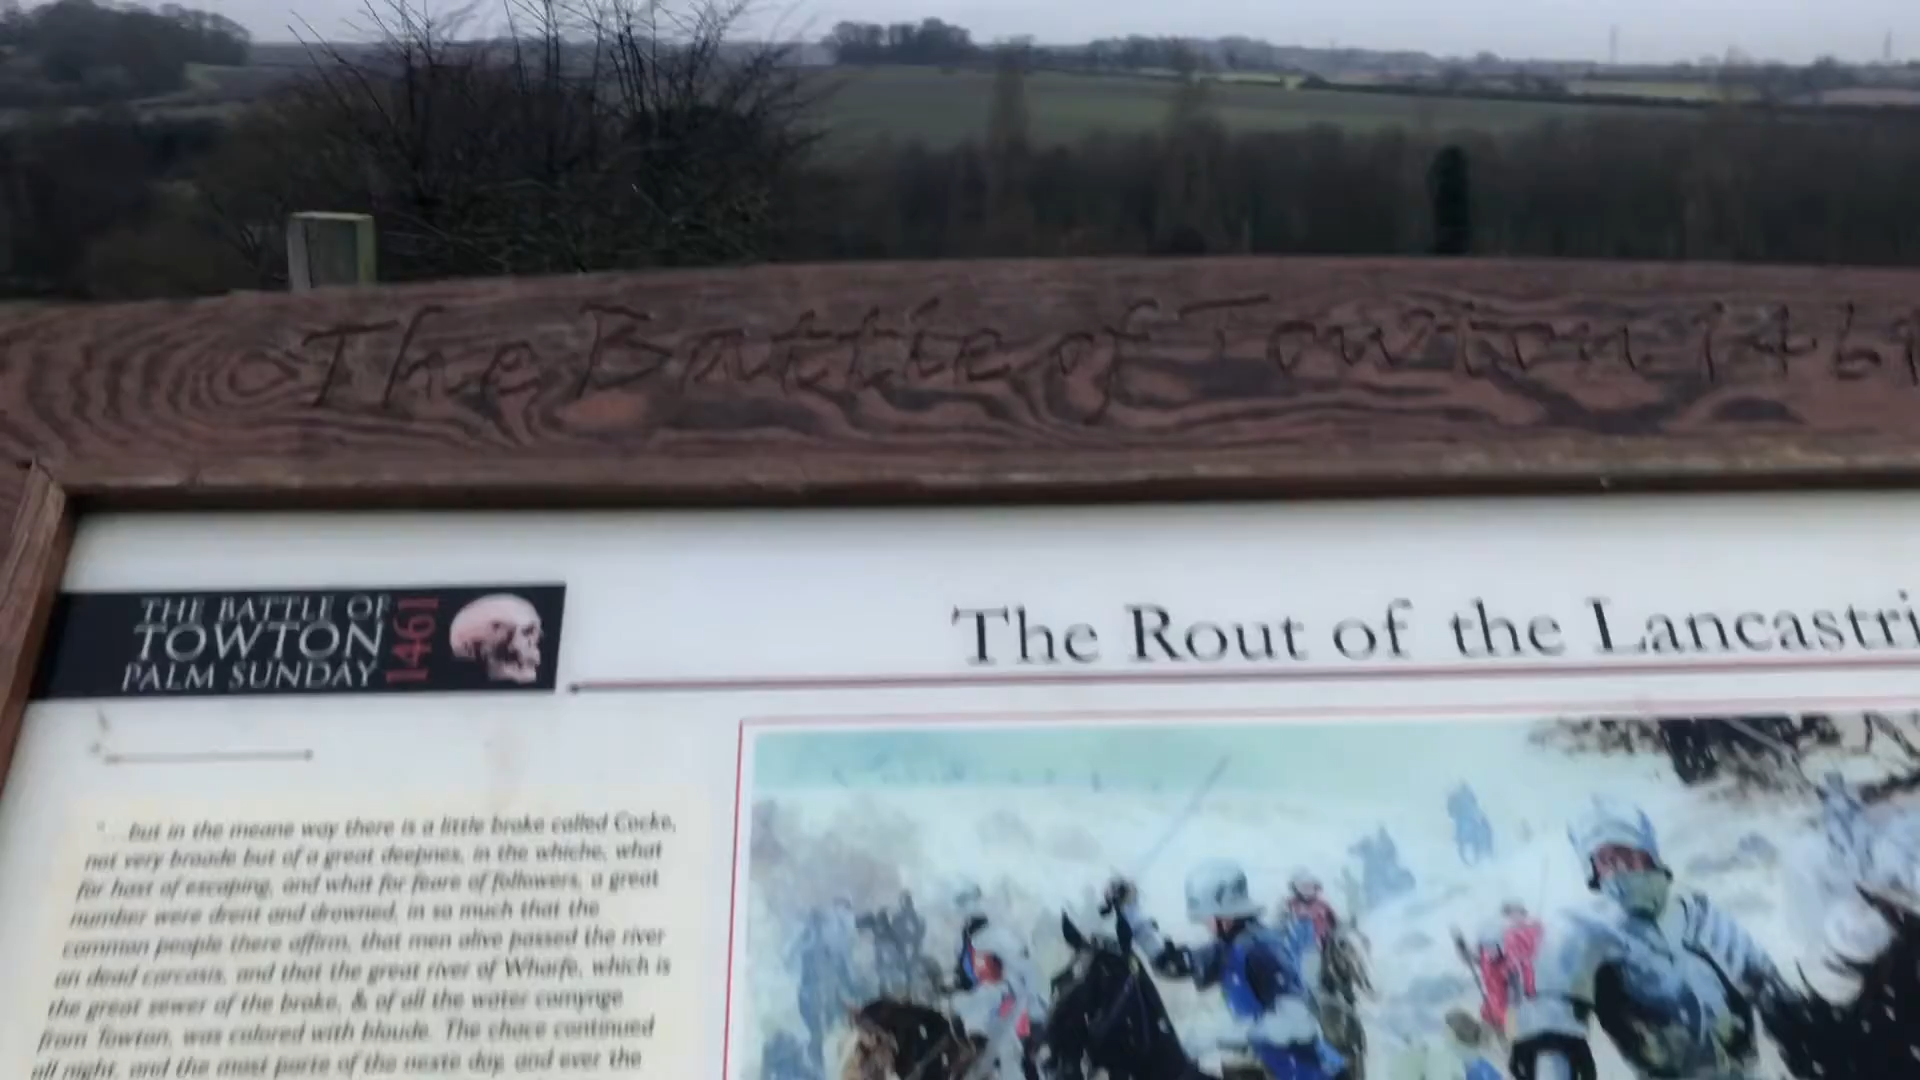 The Battle of Towton 1461
THE BATTLE OF
TOWTON
PALM SUNDAY
1461
The Rout of the Lancastri
"...but in the meane way there is a little broke called Cocke,
not very broade but of a great deepnes, in the whiche, what
for hast of escaping, and what for feare of followers, a great
number were drent and drowned, in so much that the
common people there affirm, that men alive passed the river
on dead carcasis, and that the great river of Wharfe, which is
the great sewer of the broke, & of all the water comynge
from Towton, was colored with bloude. The chace continued
all night, and the most parte of the nexte day, and ever the